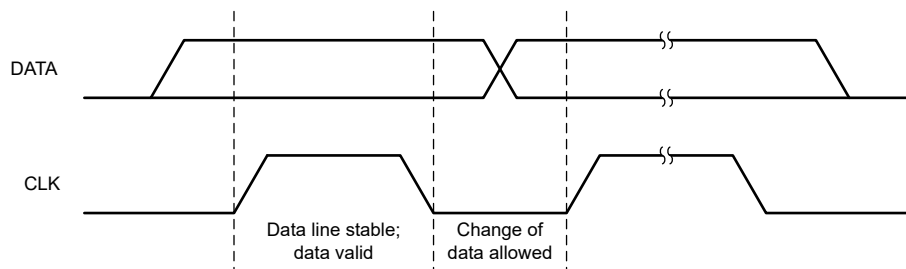 DATA
CLK
Data line stable;
data valid
Change of
data allowed